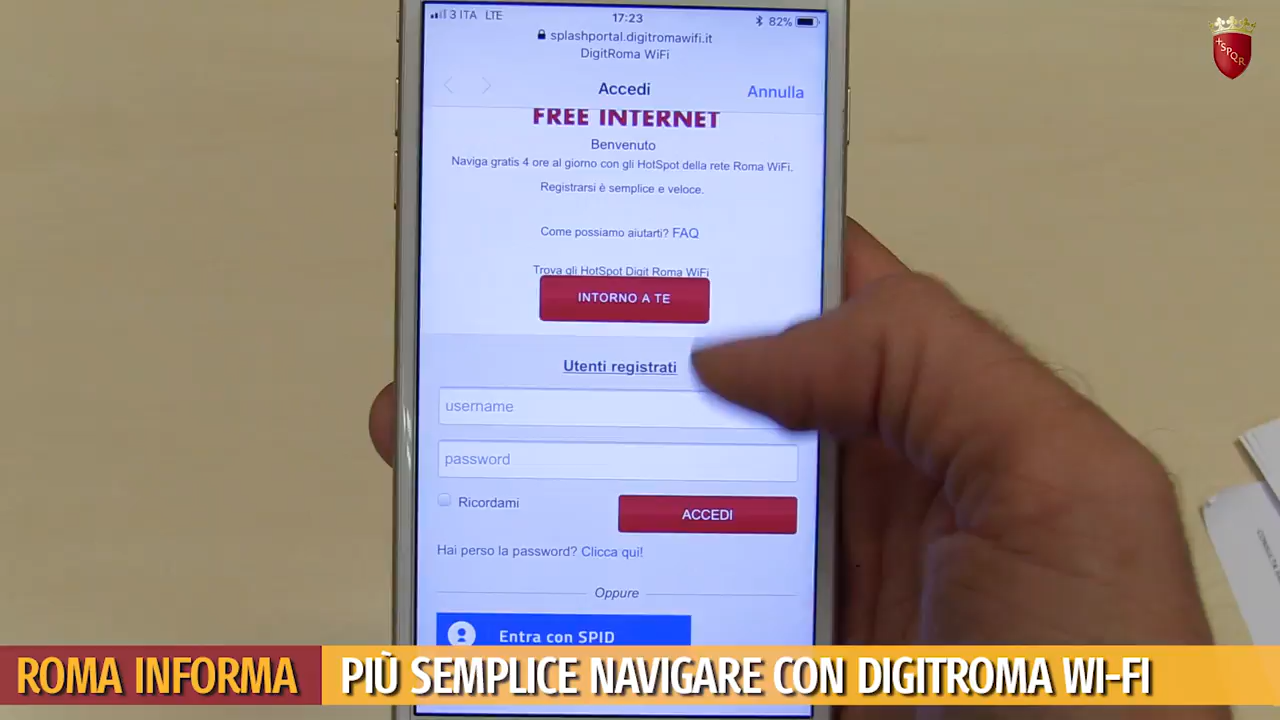 3 ITA LTE
17:23
82%
splashportal.digitromawifi.it
DigitRoma WiFi
Accedi
Annulla
FREE INTERNET
Benvenuto
Naviga gratis 4 ore al giorno con gli HotSpot della rete Roma WiFi.
Registrarsi è semplice e veloce.
Come possiamo aiutarti? FAQ
Trova gli HotSpot Digit Roma WiFi
INTORNO A TE
Utenti registrati
username
password
Ricordami
ACCEDI
Hai perso la password? Clicca qui!
Oppure
Entra con SPID
SPQR
ROMA INFORMA
PIÙ SEMPLICE NAVIGARE CON DIGITROMA WI-FI